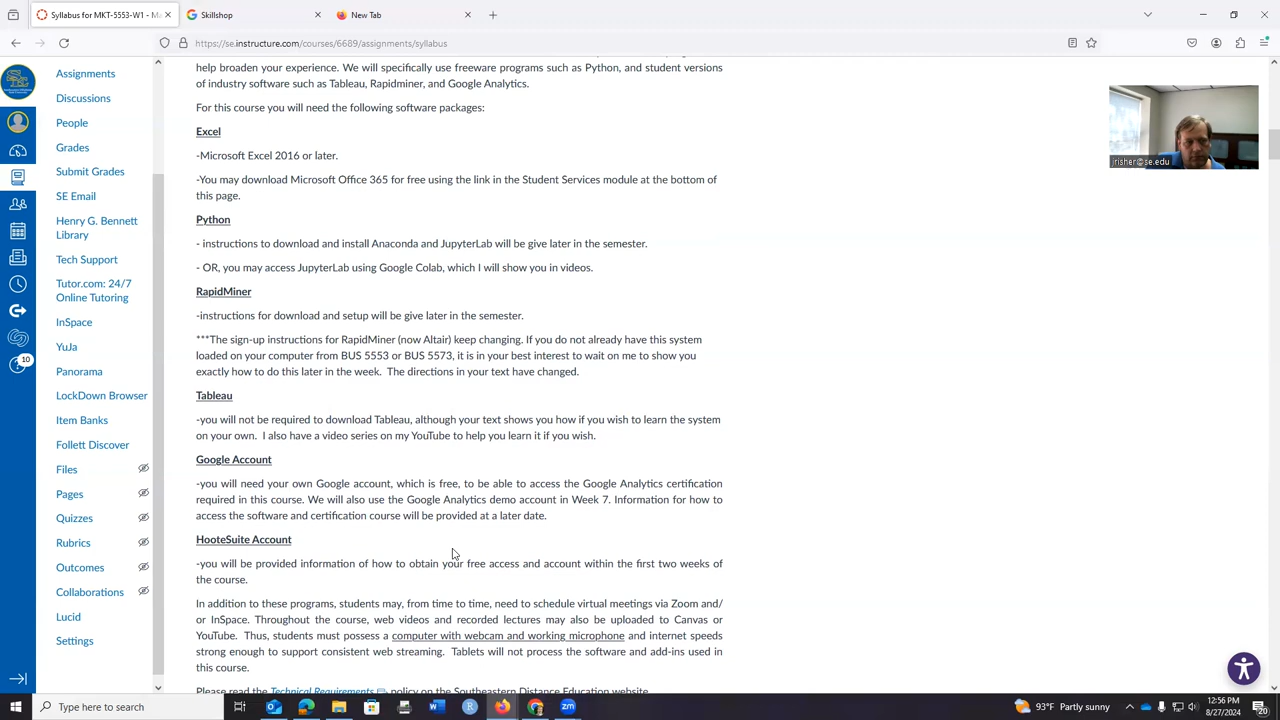 Syllabus for MKT-5553-W1 - Ma
Skillshop
New Tab
https://se.instructure.com/courses/6689/assignments/syllabus
Assignments
Discussions
People
Grades
Submit Grades
SE Email
Henry G. Bennett
Library
Tech Support
Tutor.com: 24/7
Online Tutoring
InSpace
YuJa
Panorama
LockDown Browser
Item Banks
Follett Discover
Files
Pages
Quizzes
Rubrics
Outcomes
Collaborations
Lucid
Settings
10
help broaden your experience. We will specifically use freeware programs such as Python, and student versions
of industry software such as Tableau, Rapidminer, and Google Analytics.
For this course you will need the following software packages:
Excel
-Microsoft Excel 2016 or later.
-You may download Microsoft Office 365 for free using the link in the Student Services module at the bottom of
this page.
Python
- instructions to download and install Anaconda and JupyterLab will be give later in the semester.
- OR, you may access JupyterLab using Google Colab, which I will show you in videos.
RapidMiner
-instructions for download and setup will be give later in the semester.
***The sign-up instructions for RapidMiner (now Altair) keep changing. If you do not already have this system
loaded on your computer from BUS 5553 or BUS 5573, it is in your best interest to wait on me to show you
exactly how to do this later in the week. The directions in your text have changed.
Tableau
-you will not be required to download Tableau, although your text shows you how if you wish to learn the system
on your own. I also have a video series on my YouTube to help you learn it if you wish.
Google Account
-you will need your own Google account, which is free, to be able to access the Google Analytics certification
required in this course. We will also use the Google Analytics demo account in Week 7. Information for how to
access the software and certification course will be provided at a later date.
HooteSuite Account
-you will be provided information of how to obtain your free access and account within the first two weeks of
the course.
In addition to these programs, students may, from time to time, need to schedule virtual meetings via Zoom and/
or InSpace. Throughout the course, web videos and recorded lectures may also be uploaded to Canvas or
YouTube. Thus, students must possess a computer with webcam and working microphone and internet speeds
strong enough to support consistent web streaming. Tablets will not process the software and add-ins used in
this course.
Please read the Technical Requirements policy on the Southeastern Distance Education website.
jrisher@se.edu
Type here to search
93°F Partly sunny
12:56 PM
8/27/2024
20